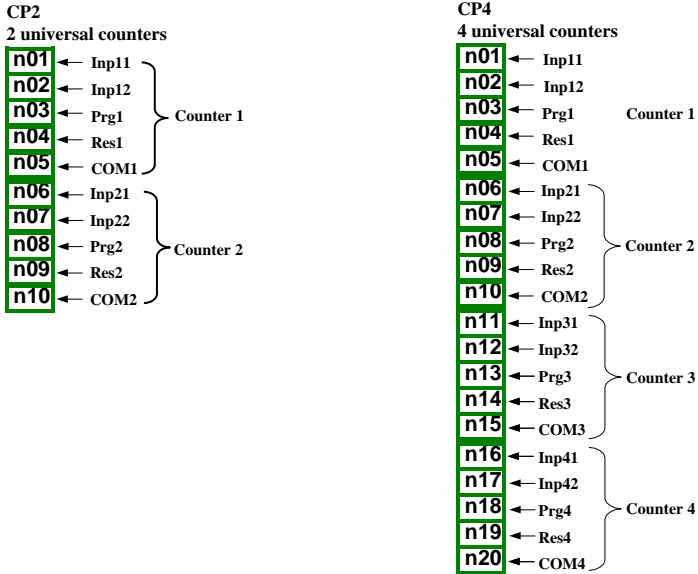 CP2
2 universal counters
n01 Inp11
n02 Inp12
n03 Prg1
Counter 1
n04 Res1
n05 COM1
n06 Inp21
n07 Inp22
n08 Prg2
Counter 2
n09 Res2
n10 COM2
CP4
4 universal counters
n01 Inp11
n02 Inp12
n03 Prg1
Counter 1
n04 Res1
n05 COM1
n06 Inp21
n07 Inp22
n08 Prg2
Counter 2
n09 Res2
n10 COM2
n11 Inp31
n12 Inp32
n13 Prg3
Counter 3
n14 Res3
n15 COM3
n16 Inp41
n17 Inp42
n18 Prg4
Counter 4
n19 Res4
n20 COM4